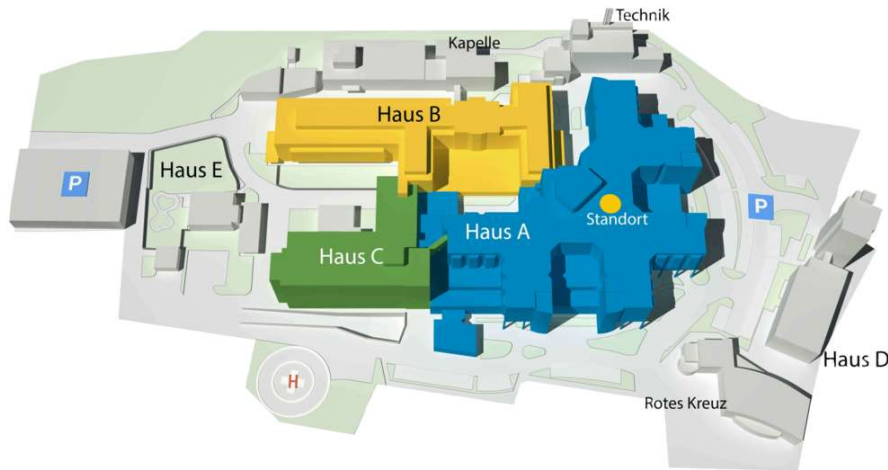 Technik
Kapelle
Haus B
Haus E
P
P
Standort
Haus A
Haus C
Haus D
H
Rotes Kreuz